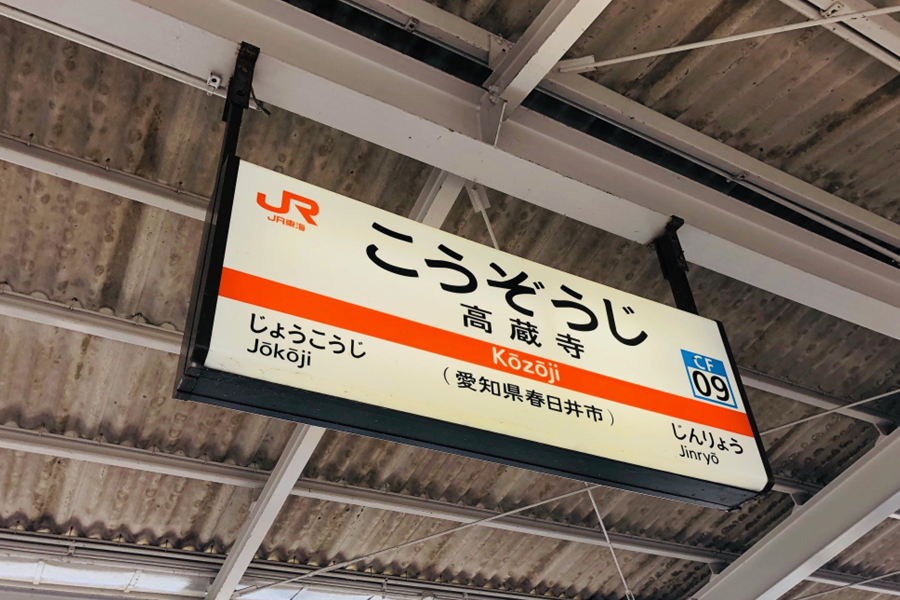 JR
JR東海
こうぞうじ
高蔵寺
Kōzōji
CF
09
じょうこうじ
Jōkōji
（愛知県春日井市）
じんりょう
Jinryō